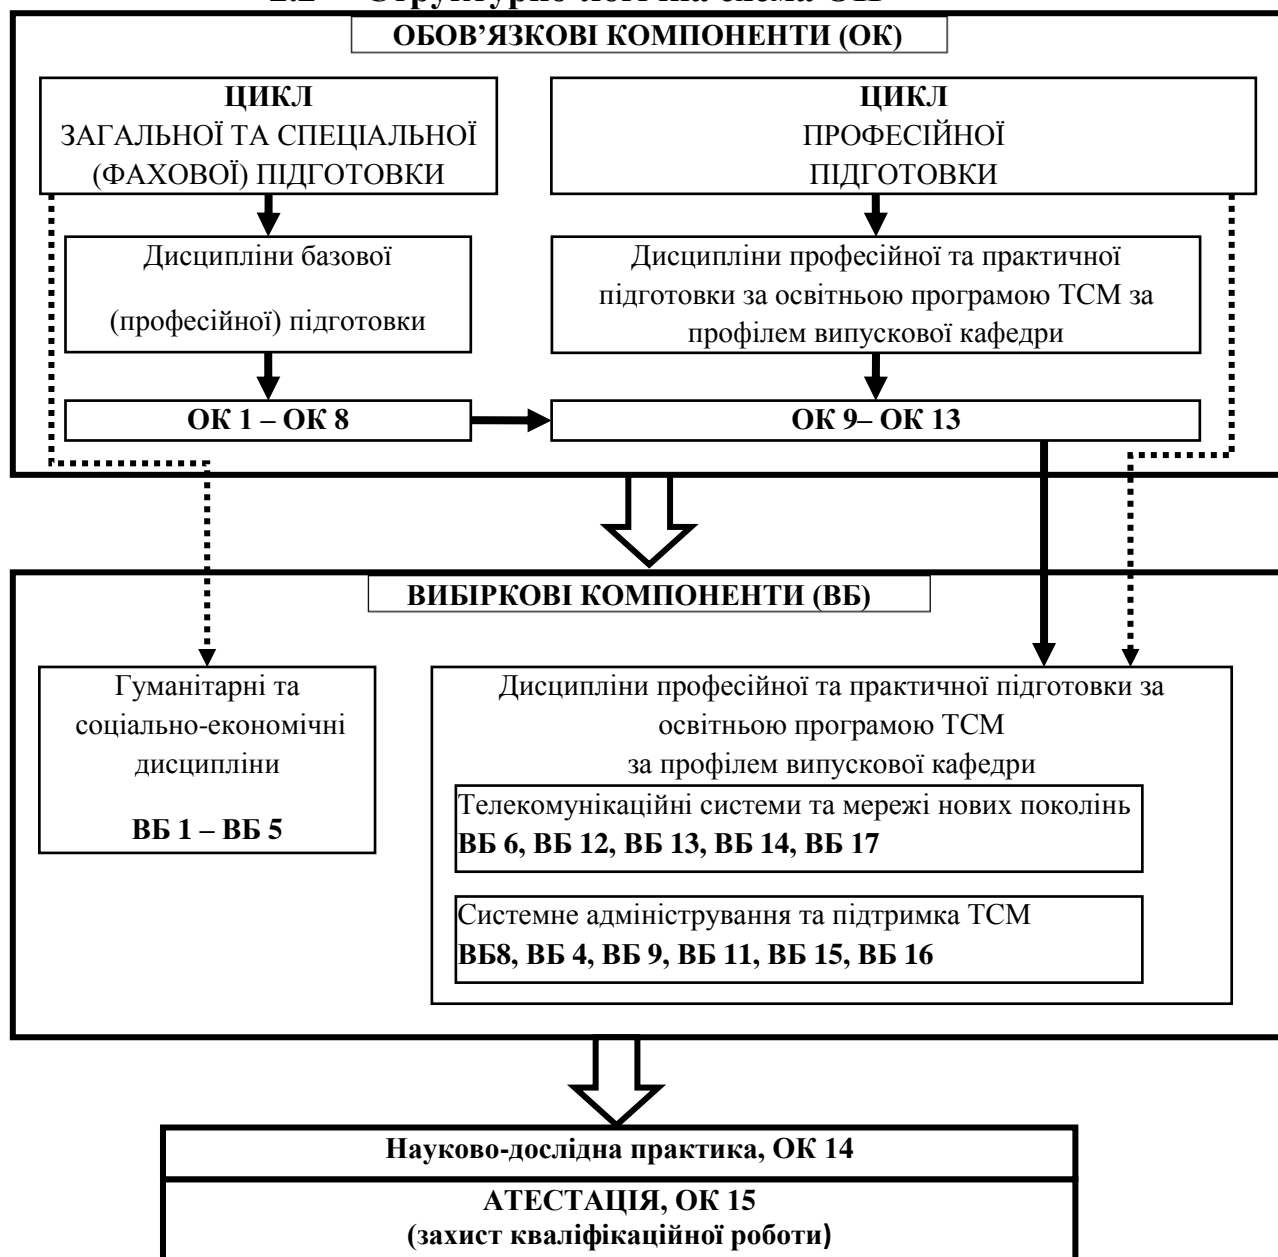 ОБОВ’ЯЗКОВІ КОМПОНЕНТИ (ОК)
ЦИКЛ
ЗАГАЛЬНОЇ ТА СПЕЦІАЛЬНОЇ
(ФАХОВОЇ) ПІДГОТОВКИ
ЦИКЛ
ПРОФЕСІЙНОЇ
ПІДГОТОВКИ
Дисципліни базової
(професійної) підготовки
Дисципліни професійної та практичної
підготовки за освітньою програмою ТСМ за
профілем випускової кафедри
ОК 1 – ОК 8
ОК 9– ОК 13
ВИБІРКОВІ КОМПОНЕНТИ (ВБ)
Гуманітарні та
соціально-економічні
дисципліни
ВБ 1 – ВБ 5
Дисципліни професійної та практичної підготовки за
освітньою програмою ТСМ
за профілем випускової кафедри
Телекомунікаційні системи та мережі нових поколінь
ВБ 6, ВБ 12, ВБ 13, ВБ 14, ВБ 17
Системне адміністрування та підтримка ТСМ
ВБ8, ВБ 4, ВБ 9, ВБ 11, ВБ 15, ВБ 16
Науково-дослідна практика, ОК 14
АТЕСТАЦІЯ, ОК 15
(захист кваліфікаційної роботи)